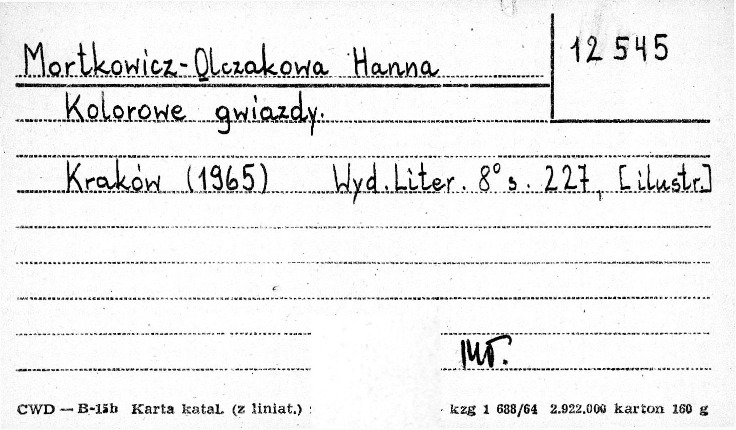 12 545
Mortkowicz-Olczakowa Hanna
Kolorowe gwiazdy.
Kraków (1965) Wyd. Liter. 8° s. 227, [ilustr.]
CWD — B-15b Karta katal. (z liniat.) kzg 1 688/64 2.922.000 karton 160 g